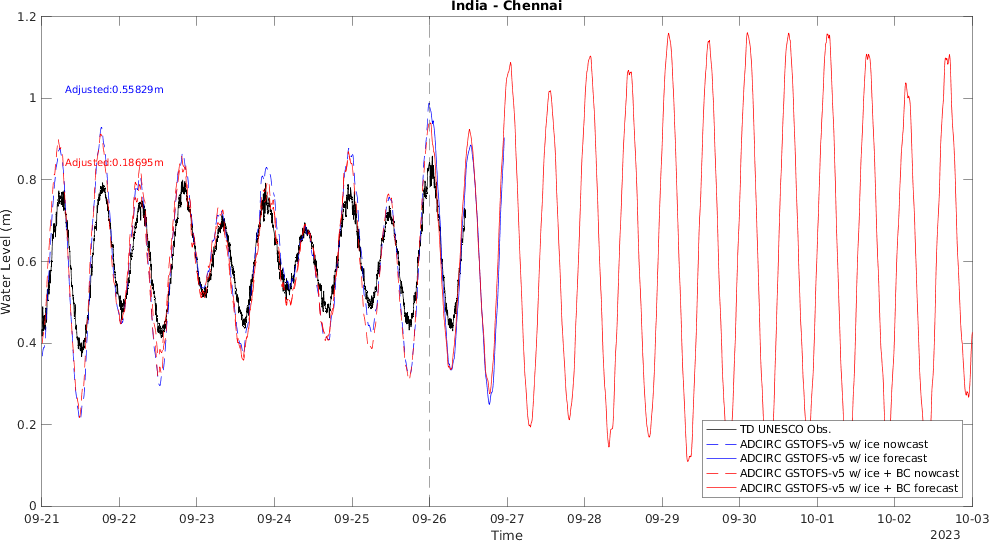 India - Chennai
1.2
1
0.8
0.6
0.4
0.2
0
Water Level (m)
Adjusted:0.55829m
Adjusted:0.18695m
TD UNESCO Obs.
ADCIRC GSTOFS-v5 w/ ice nowcast
ADCIRC GSTOFS-v5 w/ ice forecast
ADCIRC GSTOFS-v5 w/ ice + BC nowcast
ADCIRC GSTOFS-v5 w/ ice + BC forecast
09-21 09-22 09-23 09-24 09-25 09-26 09-27 09-28 09-29 09-30 10-01 10-02 10-03
Time
2023